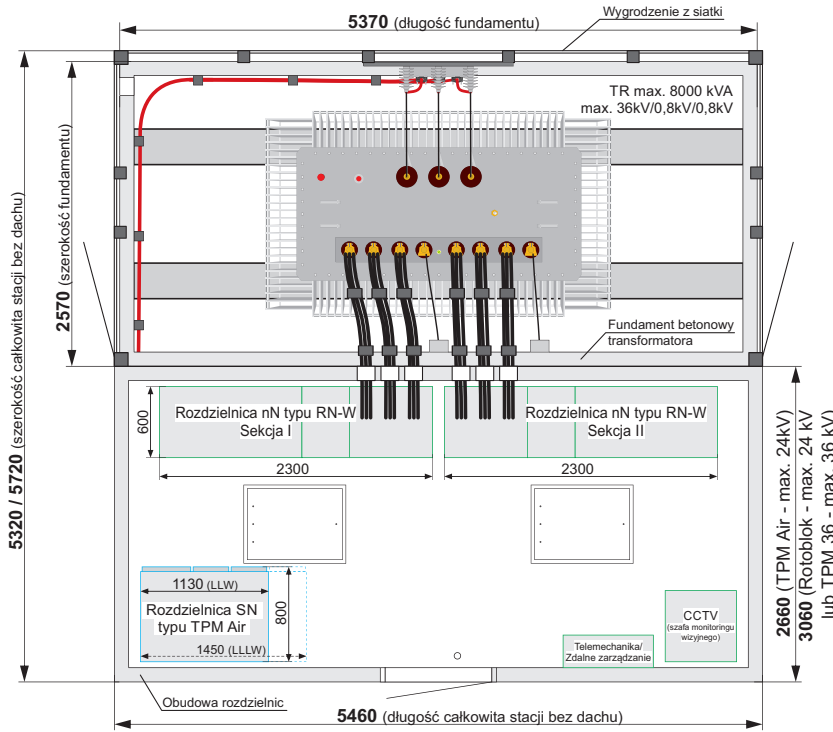 Wygrodzenie z siatki
5370 (długość fundamentu)
TR max. 8000 kVA
max. 36kV/0,8kV/0,8kV
2570 (szerokość fundamentu)
5320 / 5720 (szerokość całkowita stacji bez dachu)
Fundament betonowy
transformatora
Rozdzielnica nN typu RN-W
Sekcja I
Rozdzielnica nN typu RN-W
Sekcja II
600
2300
2300
2660 (TPM Air - max. 24kV)
3060 (Rotoblok - max. 24 kV
lub TPM 36 - max. 36 kV)
1130 (LLW)
Rozdzielnica SN
typu TPM Air
800
1450 (LLLW)
CCTV
(szafa monitoringu
wizyjnego)
Telemechanika/
Zdalne zarządzanie
Obudowa rozdzielnic
5460 (długość całkowita stacji bez dachu)